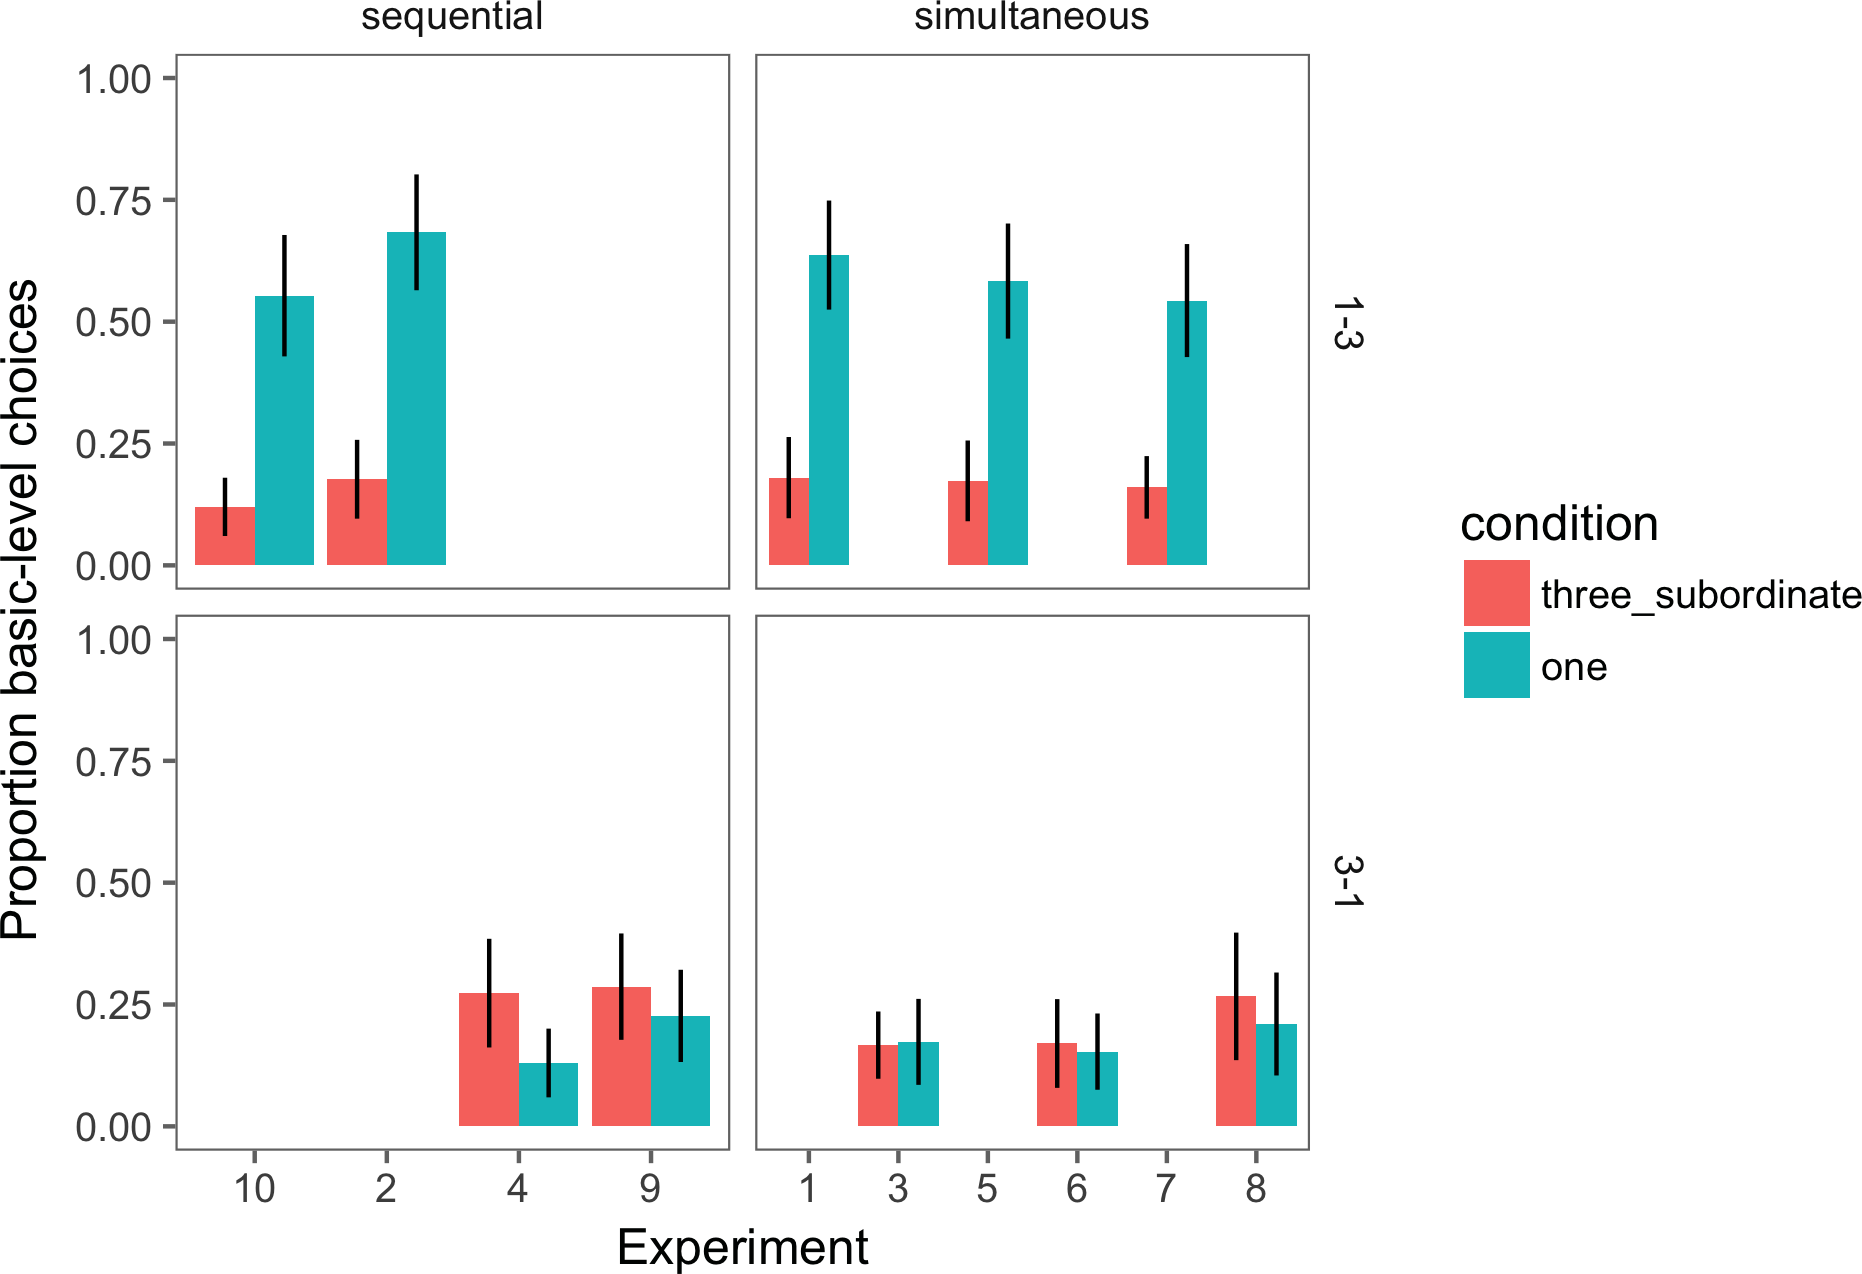 sequential
simultaneous
Proportion basic-level choices
1.00
0.75
0.50
0.25
0.00
1-3
1.00
0.75
0.50
0.25
0.00
3-1
10 2 4 9
1 3 5 6 7 8
Experiment
condition
three_subordinate
one